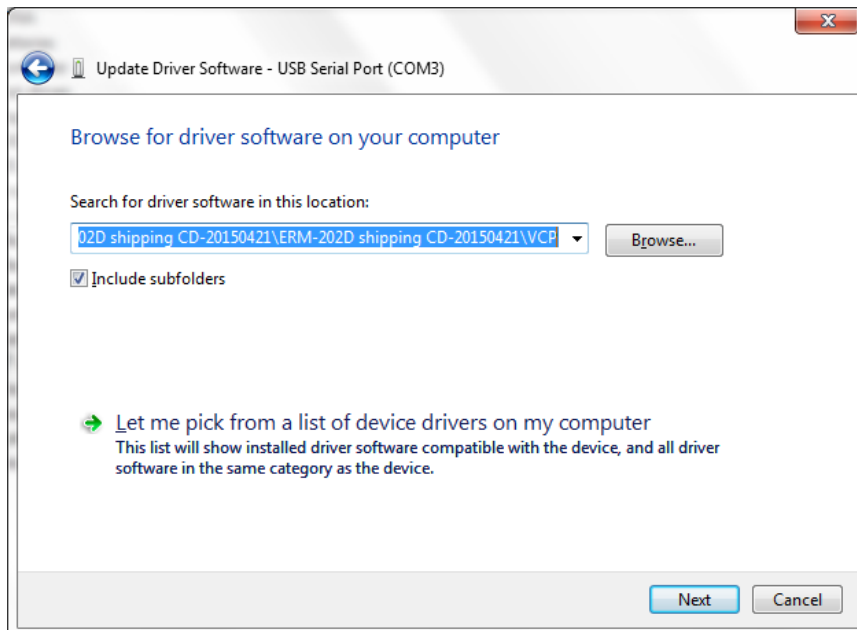 Update Driver Software - USB Serial Port (COM3)
Browse for driver software on your computer
Search for driver software in this location:
02D shipping CD-20150421\ERM-202D shipping CD-20150421\VCP
Browse...
Include subfolders
Let me pick from a list of device drivers on my computer
This list will show installed driver software compatible with the device, and all driver
software in the same category as the device.
Next
Cancel